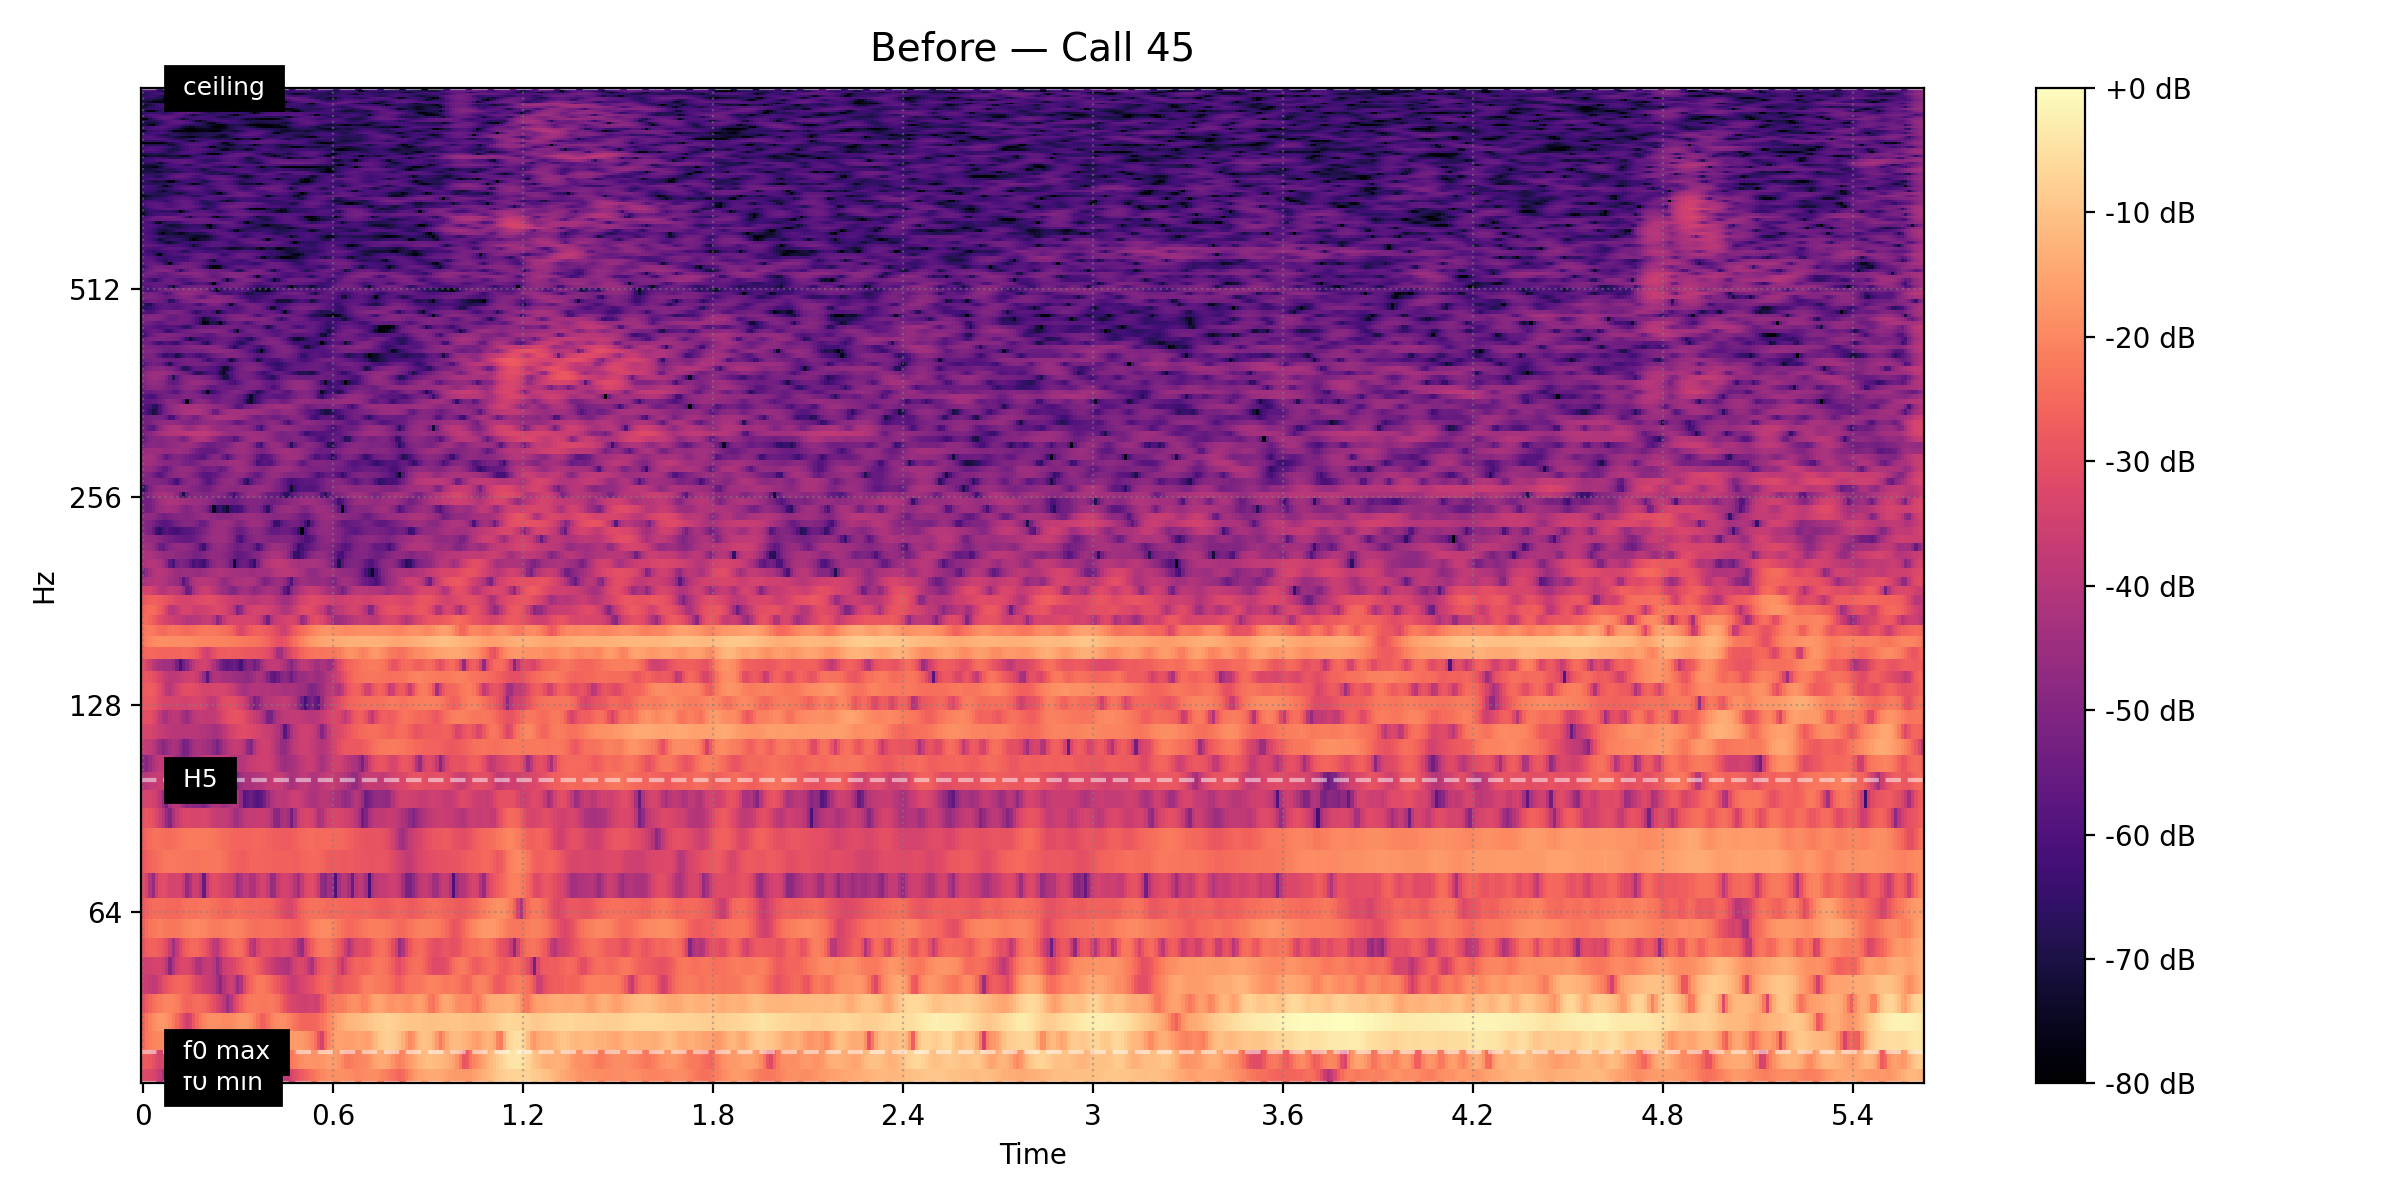 Before — Call 45
ceiling
+0 dB
-10 dB
512
-20 dB
-30 dB
256
-40 dB
Hz
-50 dB
128
H5
-60 dB
64
-70 dB
f0 max
f0 min
-80 dB
0 0.6 1.2 1.8 2.4 3 3.6 4.2 4.8 5.4
Time